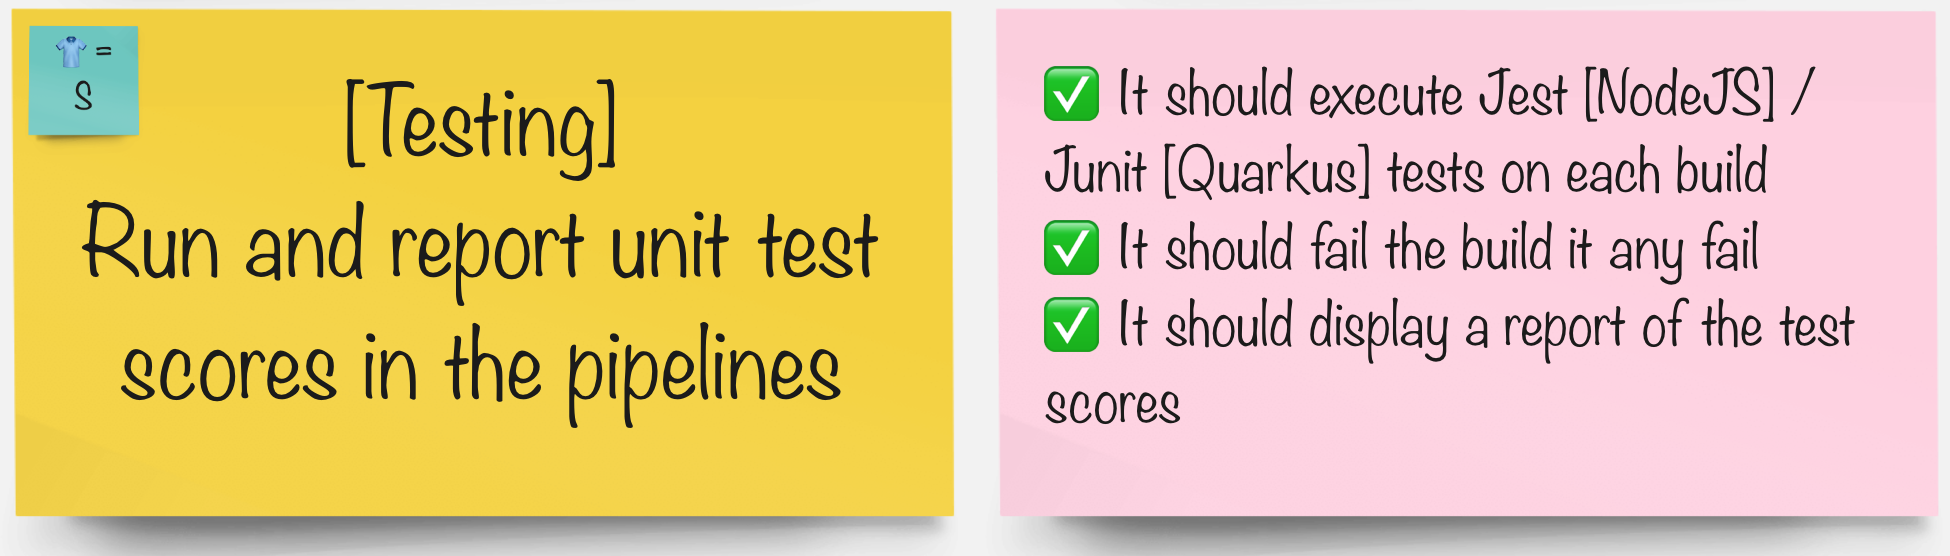 👕 =
S
[Testing]
Run and report unit test
scores in the pipelines
✅ It should execute Jest [NodeJS] /
Junit [Quarkus] tests on each build
✅ It should fail the build it any fail
✅ It should display a report of the test
scores